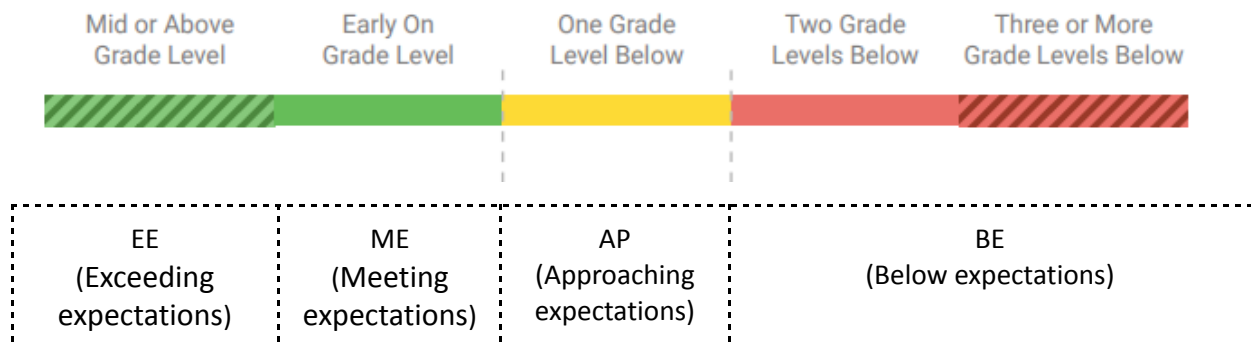 Mid or Above
Grade Level
Early On
Grade Level
One Grade
Level Below
Two Grade
Levels Below
Three or More
Grade Levels Below
EE
(Exceeding
expectations)
ME
(Meeting
expectations)
AP
(Approaching
expectations)
BE
(Below expectations)